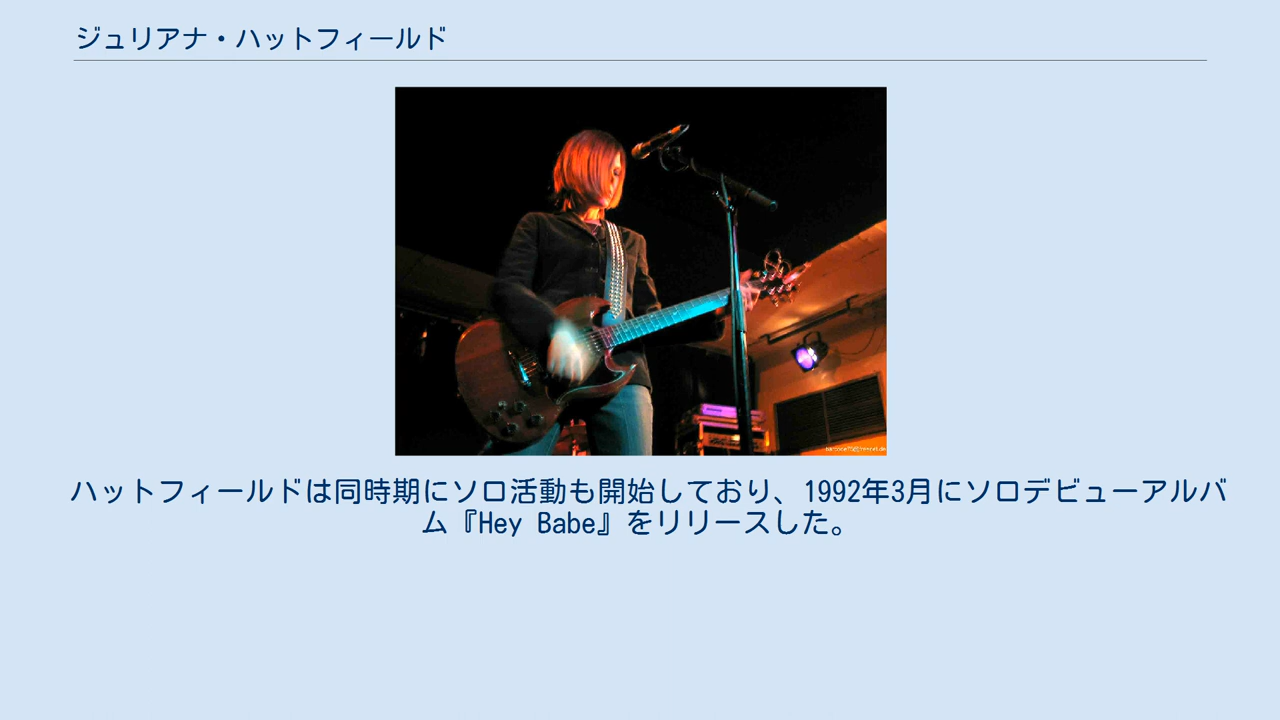 ジュリアナ・ハットフィールド
ハットフィールドは同時期にソロ活動も開始しており、1992年3月にソロデビューアルバ
ム『Hey Babe』をリリースした。